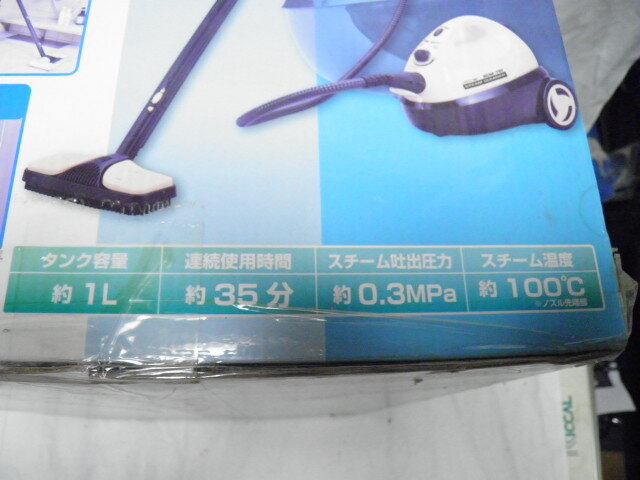 タンク容量
約 1L
連続使用時間
約 35 分
スチーム吐出圧力
約 0.3MPa
スチーム温度
約 100℃
※ノズル先端部